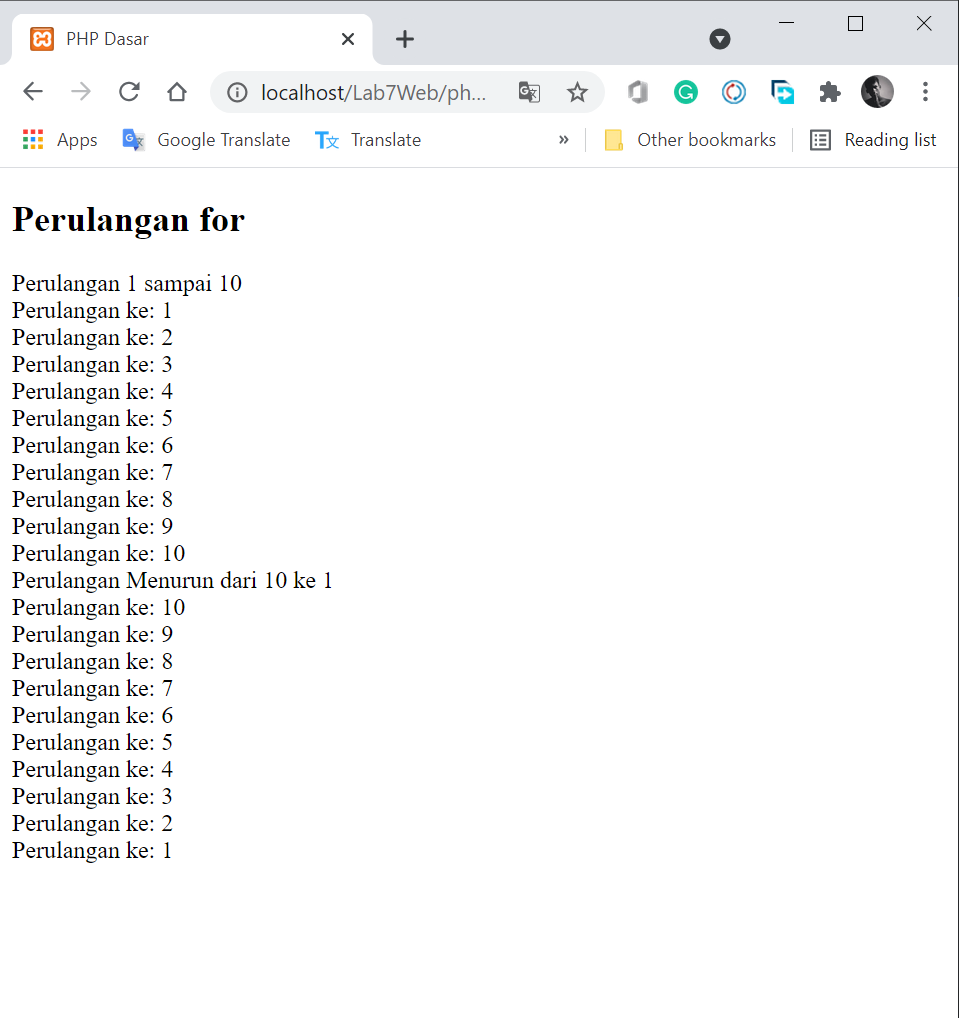 PHP Dasar
localhost/Lab7Web/ph...
Apps Google Translate Translate » Other bookmarks Reading list
Perulangan for
Perulangan 1 sampai 10
Perulangan ke: 1
Perulangan ke: 2
Perulangan ke: 3
Perulangan ke: 4
Perulangan ke: 5
Perulangan ke: 6
Perulangan ke: 7
Perulangan ke: 8
Perulangan ke: 9
Perulangan ke: 10
Perulangan Menurun dari 10 ke 1
Perulangan ke: 10
Perulangan ke: 9
Perulangan ke: 8
Perulangan ke: 7
Perulangan ke: 6
Perulangan ke: 5
Perulangan ke: 4
Perulangan ke: 3
Perulangan ke: 2
Perulangan ke: 1